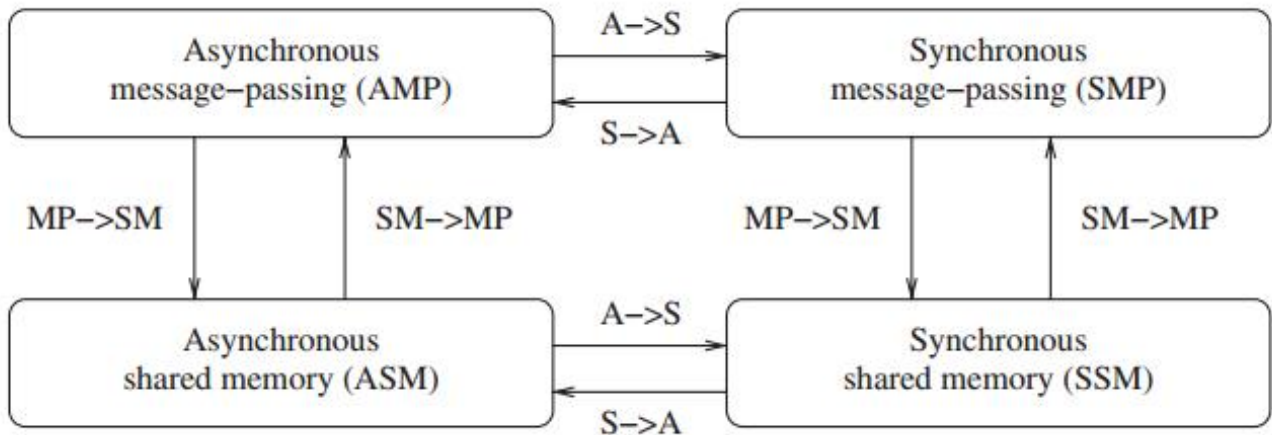 A−>S
Asynchronous
message−passing (AMP)
Synchronous
message−passing (SMP)
S−>A
MP−>SM
SM−>MP
MP−>SM
SM−>MP
A−>S
Asynchronous
shared memory (ASM)
Synchronous
shared memory (SSM)
S−>A